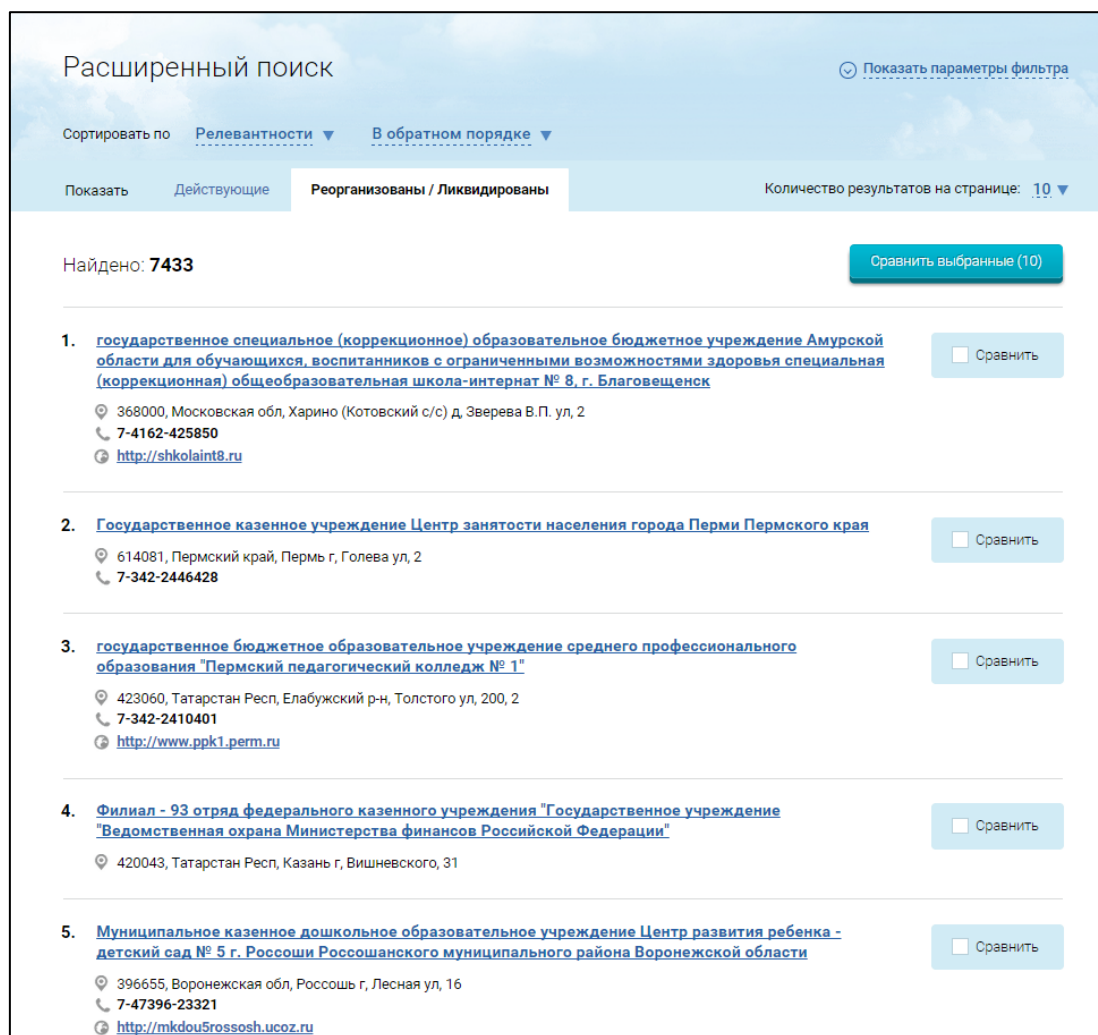 Расширенный поиск
Показать параметры фильтра
Сортировать по Релевантности В обратном порядке
Показать Действующие Реорганизованы / Ликвидированы Количество результатов на странице: 10
Найдено: 7433
Сравнить выбранные (10)
1. государственное специальное (коррекционное) образовательное бюджетное учреждение Амурской
области для обучающихся, воспитанников с ограниченными возможностями здоровья специальная
(коррекционная) общеобразовательная школа-интернат № 8, г. Благовещенск
Сравнить
368000, Московская обл, Харино (Котовский с/с) д, Зверева В.П. ул, 2
7-4162-425850
http://shkolaint8.ru
2. Государственное казенное учреждение Центр занятости населения города Перми Пермского края
Сравнить
614081, Пермский край, Пермь г, Голева ул, 2
7-342-2446428
3. государственное бюджетное образовательное учреждение среднего профессионального
образования "Пермский педагогический колледж № 1"
Сравнить
423060, Татарстан Респ, Елабужский р-н, Толстого ул, 200, 2
7-342-2410401
http://www.ppk1.perm.ru
4. Филиал - 93 отряд федерального казенного учреждения "Государственное учреждение
"Ведомственная охрана Министерства финансов Российской Федерации"
Сравнить
420043, Татарстан Респ, Казань г, Вишневского, 31
5. Муниципальное казенное дошкольное образовательное учреждение Центр развития ребенка -
детский сад № 5 г. Россоши Россошанского муниципального района Воронежской области
Сравнить
396655, Воронежская обл, Россошь г, Лесная ул, 16
7-47396-23321
http://mkdou5rossosh.ucoz.ru